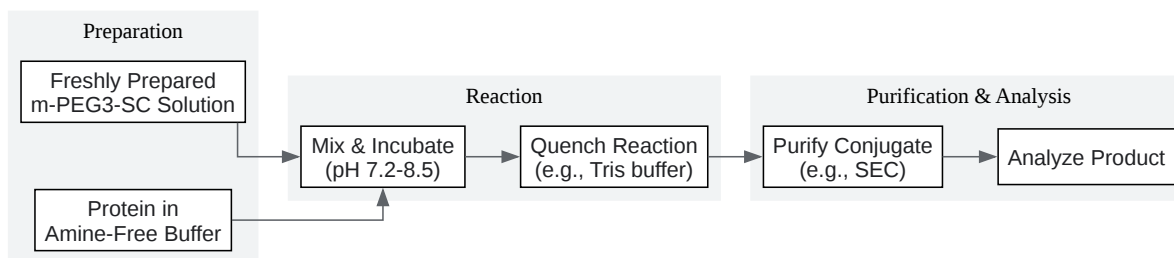 Preparation
Freshly Prepared
m-PEG3-SC Solution
Protein in
Amine-Free Buffer
Reaction
Mix & Incubate
(pH 7.2-8.5)
Quench Reaction
(e.g., Tris buffer)
Purification & Analysis
Purify Conjugate
(e.g., SEC)
Analyze Product